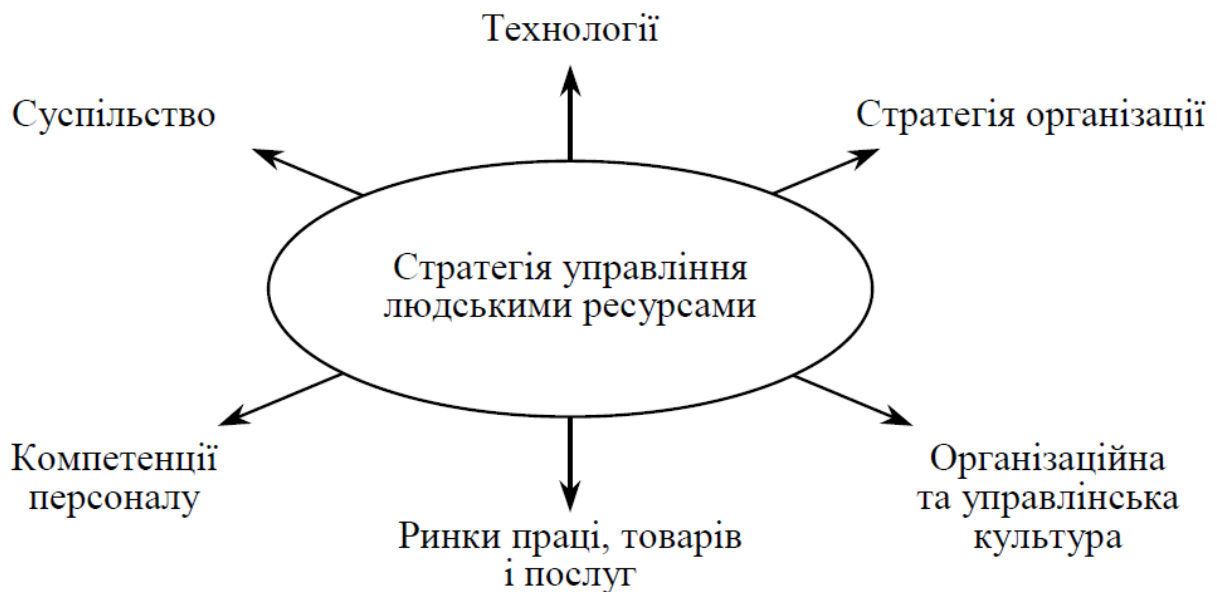 Технології
Суспільство
Стратегія організації
Стратегія управління
людськими ресурсами
Компетенції
персоналу
Ринки праці, товарів
і послуг
Організаційна
та управлінська
культура